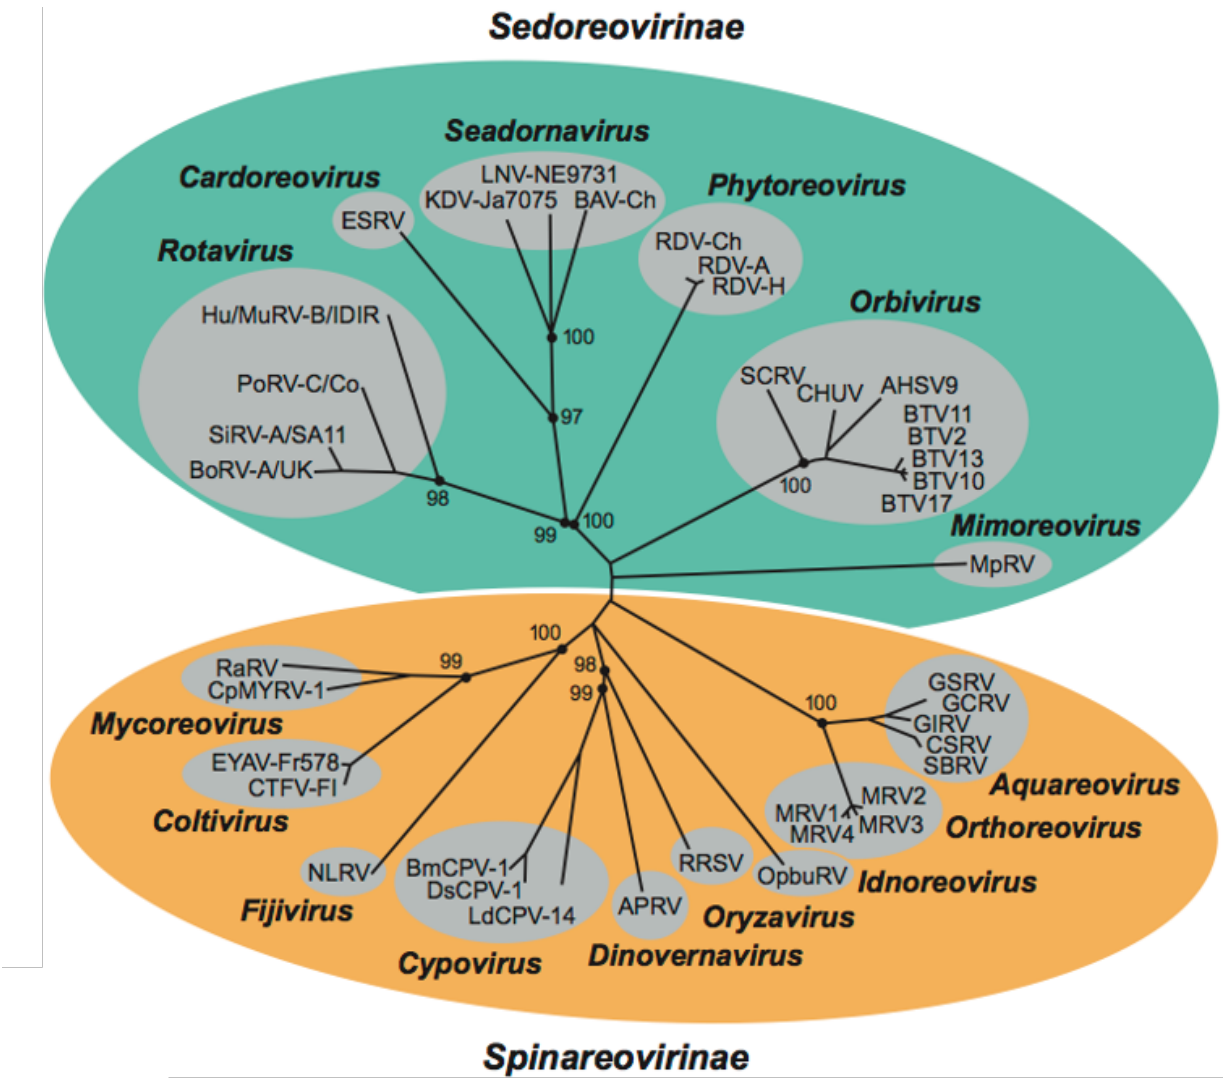 Sedoreovirinae
Seadornavirus
LNV-NE9731
KDV-Ja7075 BAV-Ch
Cardoreovirus
ESRV
Phytoreovirus
RDV-Ch
RDV-A
RDV-H
Rotavirus
Hu/MuRV-B/IDIR
PoRV-C/Co
SiRV-A/SA11
BoRV-A/UK
Orbivirus
SCRV
CHUV
AHSV9
BTV11
BTV2
BTV13
BTV10
BTV17
100
97
98
99
100
100
Mimoreovirus
MpRV
100
99
98
99
100
RaRV
CpMYRV-1
Mycoreovirus
EYAV-Fr578
CTFV-Fl
Coltivirus
NLRV
Fijivirus
BmCPV-1
DsCPV-1
LdCPV-14
Cypovirus
APRV
Dinovernavirus
RRSV
Oryzavirus
OpbuRV
Idnoreovirus
MRV1
MRV2
MRV4
MRV3
Orthoreovirus
GSRV
GCRV
GIRV
CSRV
SBRV
Aquareovirus
Spinareovirinae